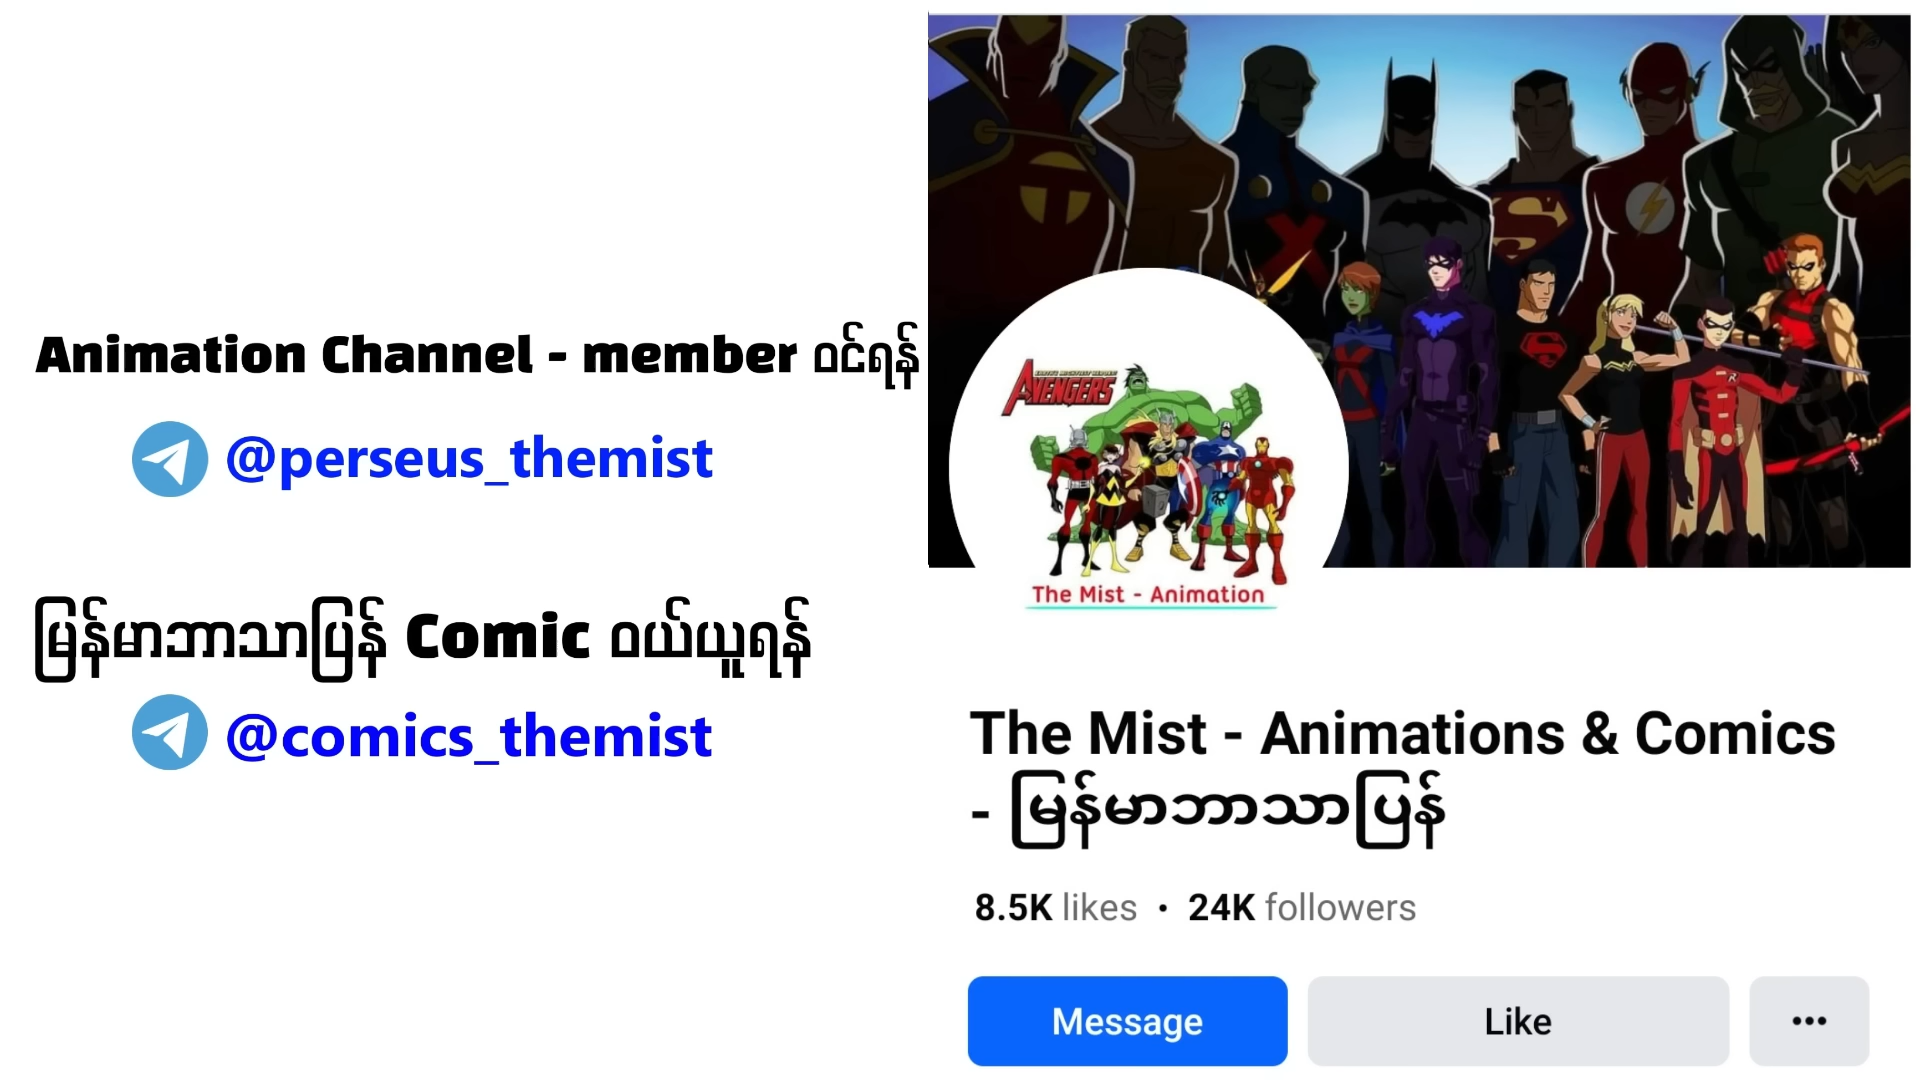 Animation Channel - member ဝင်ရန်
@perseus_themist
မြန်မာဘာသာပြန် Comic ဝယ်ယူရန်
@comics_themist
AVENGERS
The Mist - Animation
The Mist - Animations & Comics
- မြန်မာဘာသာပြန်
8.5K likes • 24K followers
Message
Like